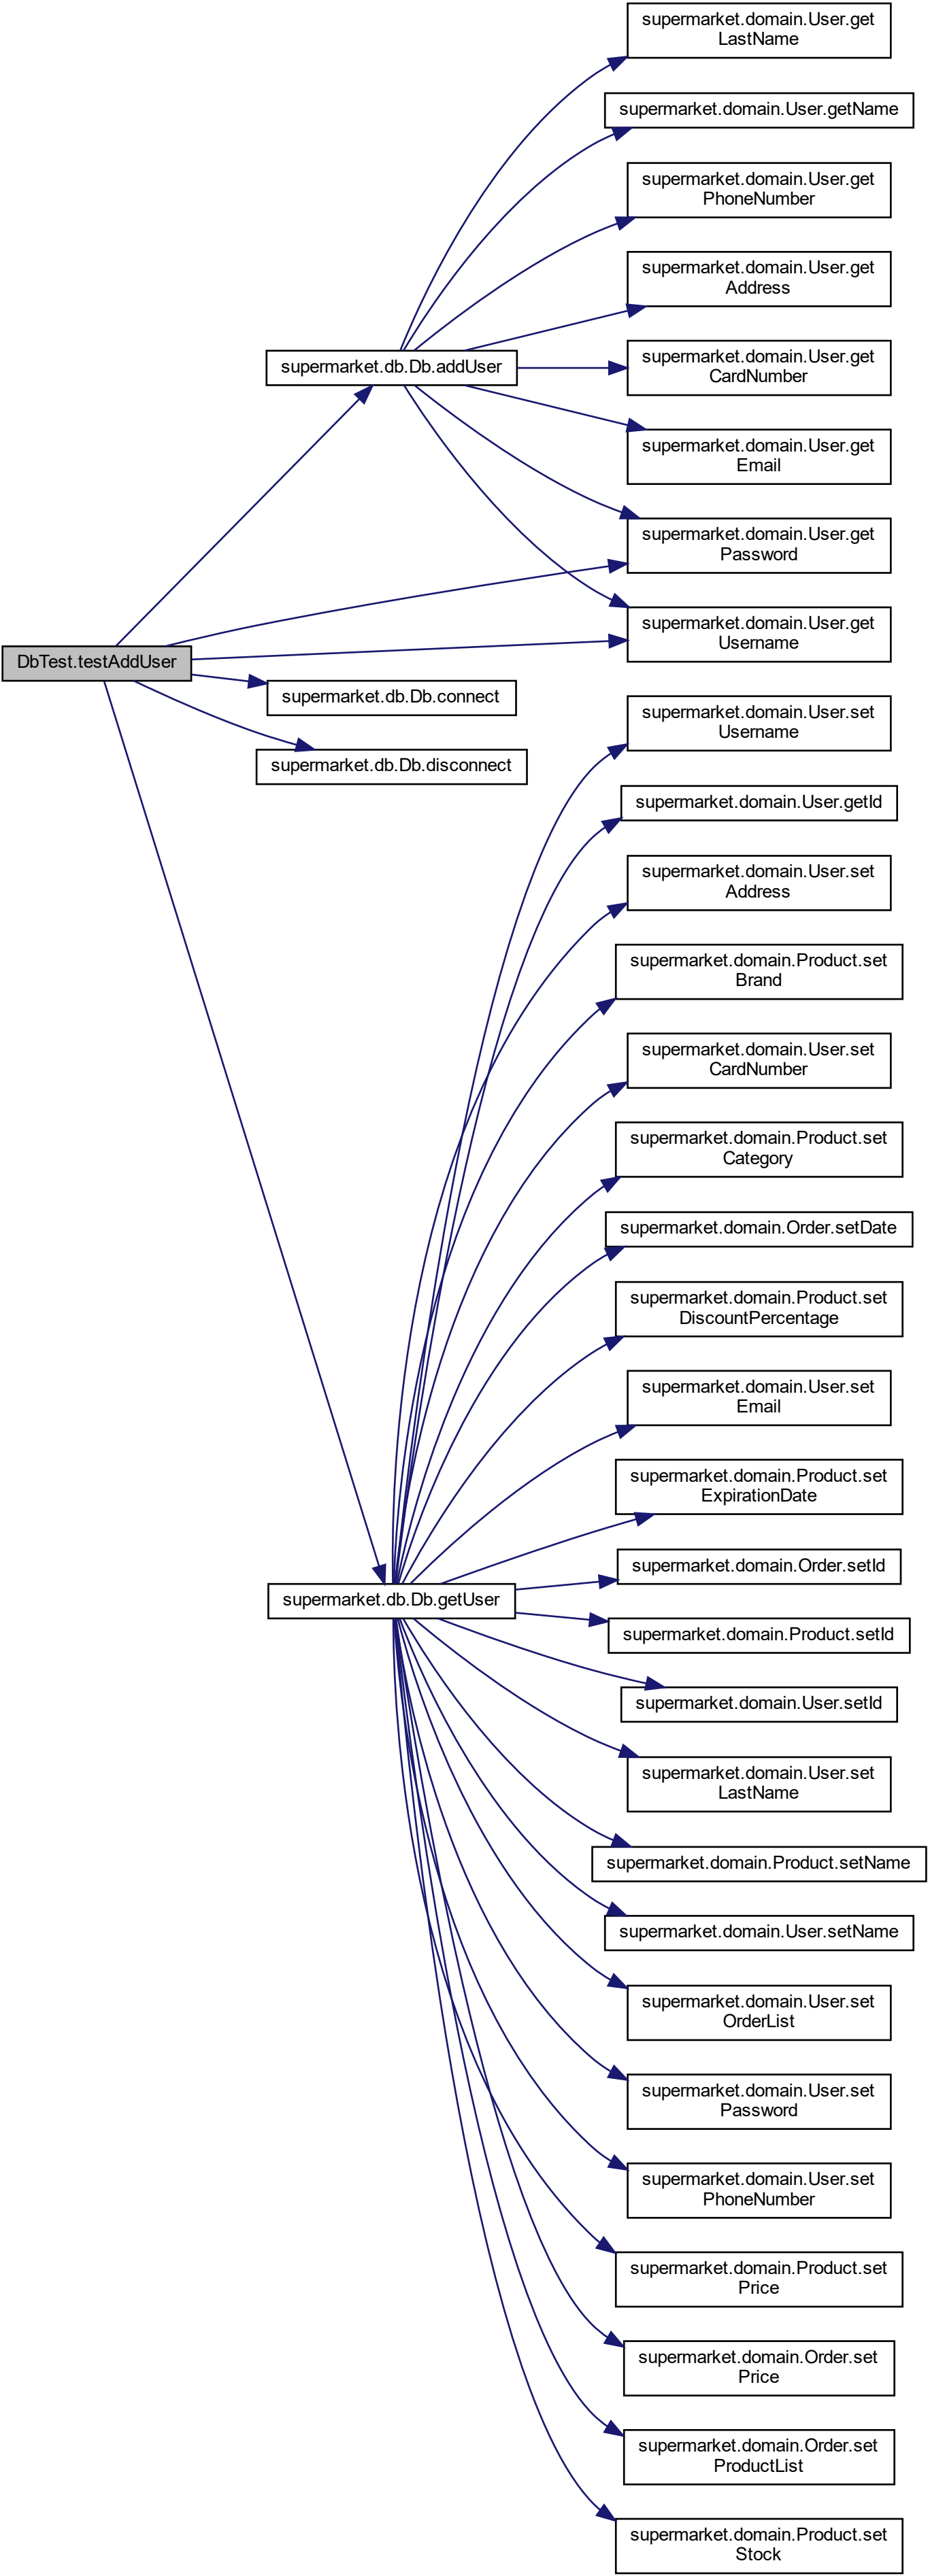 supermarket.domain.User.get
LastName
supermarket.domain.User.getName
supermarket.domain.User.get
PhoneNumber
supermarket.domain.User.get
Address
supermarket.db.Db.addUser
supermarket.domain.User.get
CardNumber
supermarket.domain.User.get
Email
supermarket.domain.User.get
Password
supermarket.domain.User.get
Username
DbTest.testAddUser
supermarket.db.Db.connect
supermarket.domain.User.set
Username
supermarket.db.Db.disconnect
supermarket.domain.User.getId
supermarket.domain.User.set
Address
supermarket.domain.Product.set
Brand
supermarket.domain.User.set
CardNumber
supermarket.domain.Product.set
Category
supermarket.domain.Order.setDate
supermarket.domain.Product.set
DiscountPercentage
supermarket.domain.User.set
Email
supermarket.domain.Product.set
ExpirationDate
supermarket.domain.Order.setId
supermarket.db.Db.getUser
supermarket.domain.Product.setId
supermarket.domain.User.setId
supermarket.domain.User.set
LastName
supermarket.domain.Product.setName
supermarket.domain.User.setName
supermarket.domain.User.set
OrderList
supermarket.domain.User.set
Password
supermarket.domain.User.set
PhoneNumber
supermarket.domain.Product.set
Price
supermarket.domain.Order.set
Price
supermarket.domain.Order.set
ProductList
supermarket.domain.Product.set
Stock